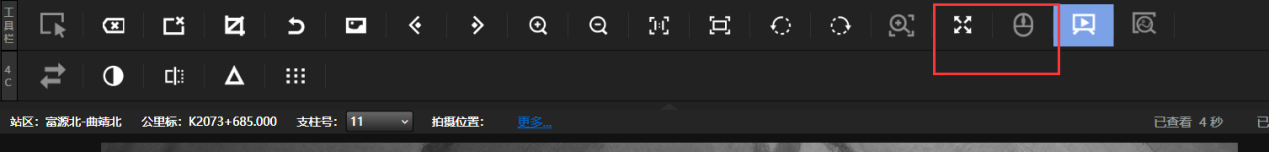 工具栏
4C
站区：富源北-曲靖北 公里标：K2073+685.000 支柱号：11 拍摄位置： 更多... 已查看 4 秒 已